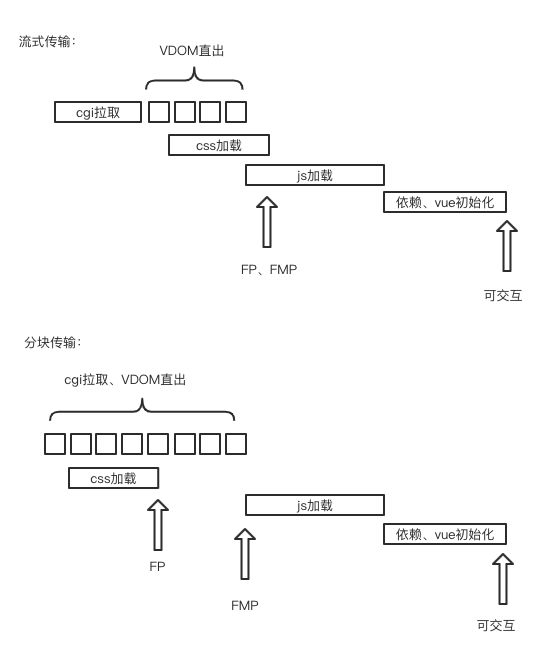 流式传输：
VDOM直出
cgi拉取
css加载
js加载
依赖、vue初始化
FP、FMP
可交互
分块传输：
cgi拉取、VDOM直出
css加载
js加载
依赖、vue初始化
FP
FMP
可交互